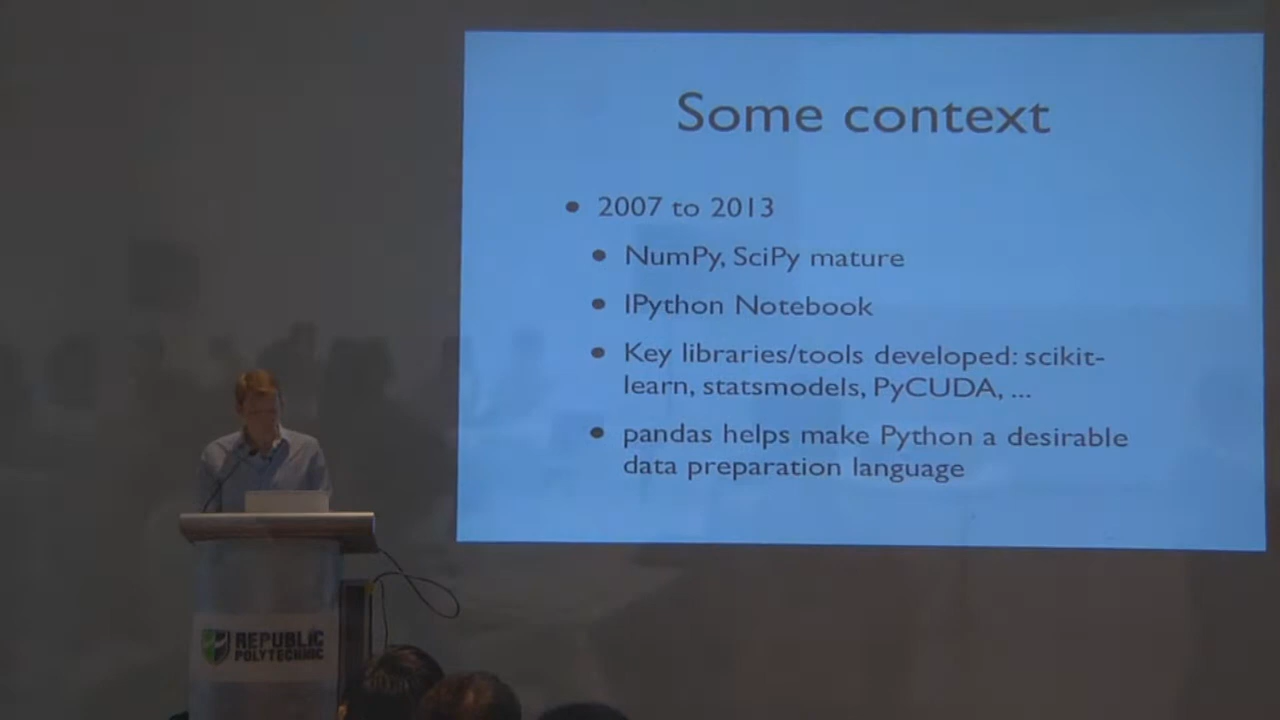 Some context
2007 to 2013
NumPy, SciPy mature
IPython Notebook
Key libraries/tools developed: scikit-
learn, statsmodels, PyCUDA, ...
pandas helps make Python a desirable
data preparation language
REPUBLIC
POLYTECHNIC